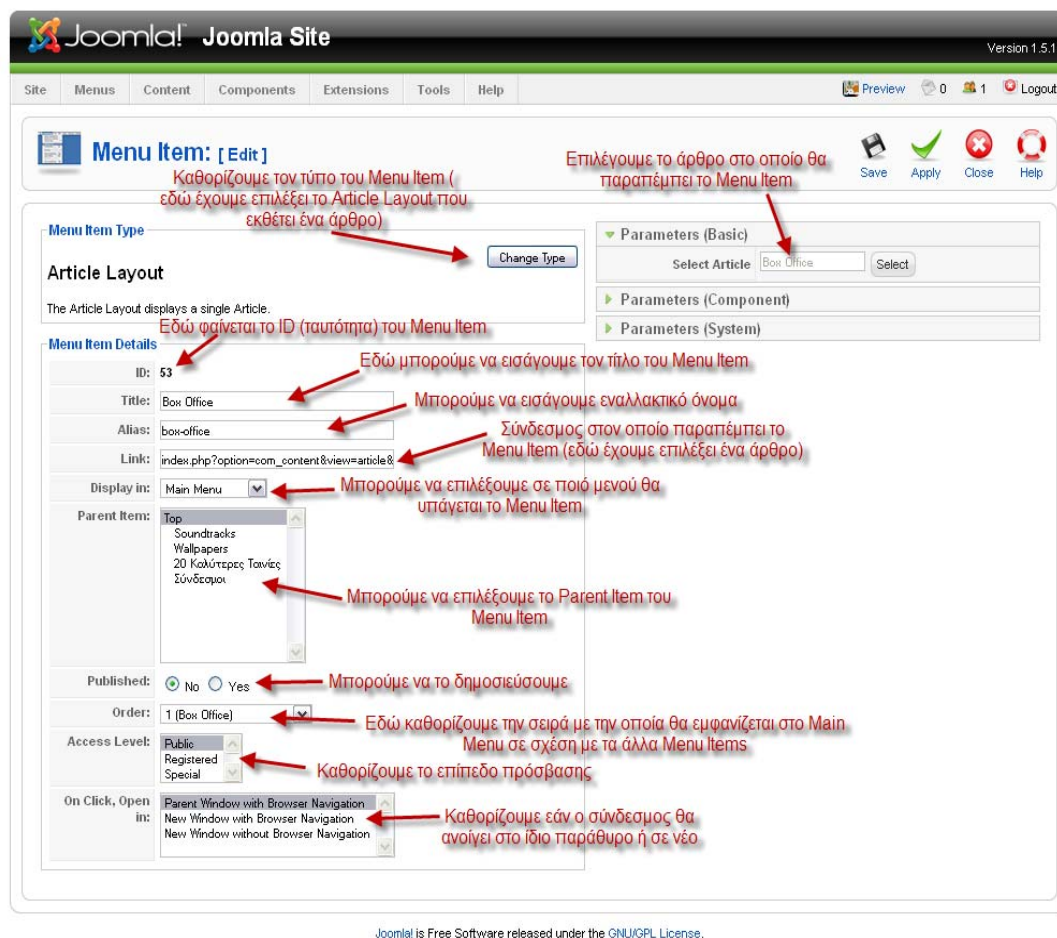 Joomla! Joomla Site
Version 1.5.1
Site Menus Content Components Extensions Tools Help
Preview 0 1 Logout
Menu Item: [ Edit ]
Save Apply Close Help
Καθορίζουμε τον τύπο του Menu Item (
εδώ έχουμε επιλέξει το Article Layout που
εκθέτει ένα άρθρο)
Επιλέγουμε το άρθρο στο οποίο θα
παραπέμπει το Menu Item
Menu Item Type
Change Type
Article Layout
The Article Layout displays a single Article.
Parameters (Basic)
Select Article Box Office Select
Parameters (Component)
Parameters (System)
Εδώ φαίνεται το ID (ταυτότητα) του Menu Item
Menu Item Details
ID: 53
Εδώ μπορούμε να εισάγουμε τον τίτλο του Menu Item
Title: Box Office
Μπορούμε να εισάγουμε εναλλακτικό όνομα
Alias: box-office
Σύνδεσμος στον οποίο παραπέμπει το
Menu Item (εδώ έχουμε επιλέξει ένα άρθρο)
Link: index.php?option=com_content&view=article&
Display in: Main Menu
Μπορούμε να επιλέξουμε σε ποιό μενού θα
υπάγεται το Menu Item
Parent Item: Top
Soundtracks
Wallpapers
20 Καλύτερες Ταινίες
Σύνδεσμοι
Μπορούμε να επιλέξουμε το Parent Item του
Menu Item
Published: No Yes
Μπορούμε να το δημοσιεύσουμε
Order: 1 (Box Office)
Εδώ καθορίζουμε την σειρά με την οποία θα εμφανίζεται στο Main
Menu σε σχέση με τα άλλα Menu Items
Access Level: Public
Registered
Special
Καθορίζουμε το επίπεδο πρόσβασης
On Click, Open
in:
Parent Window with Browser Navigation
New Window with Browser Navigation
New Window without Browser Navigation
Καθορίζουμε εάν ο σύνδεσμος θα
ανοίγει στο ίδιο παράθυρο ή σε νέο
Joomla! is Free Software released under the GNU/GPL License.